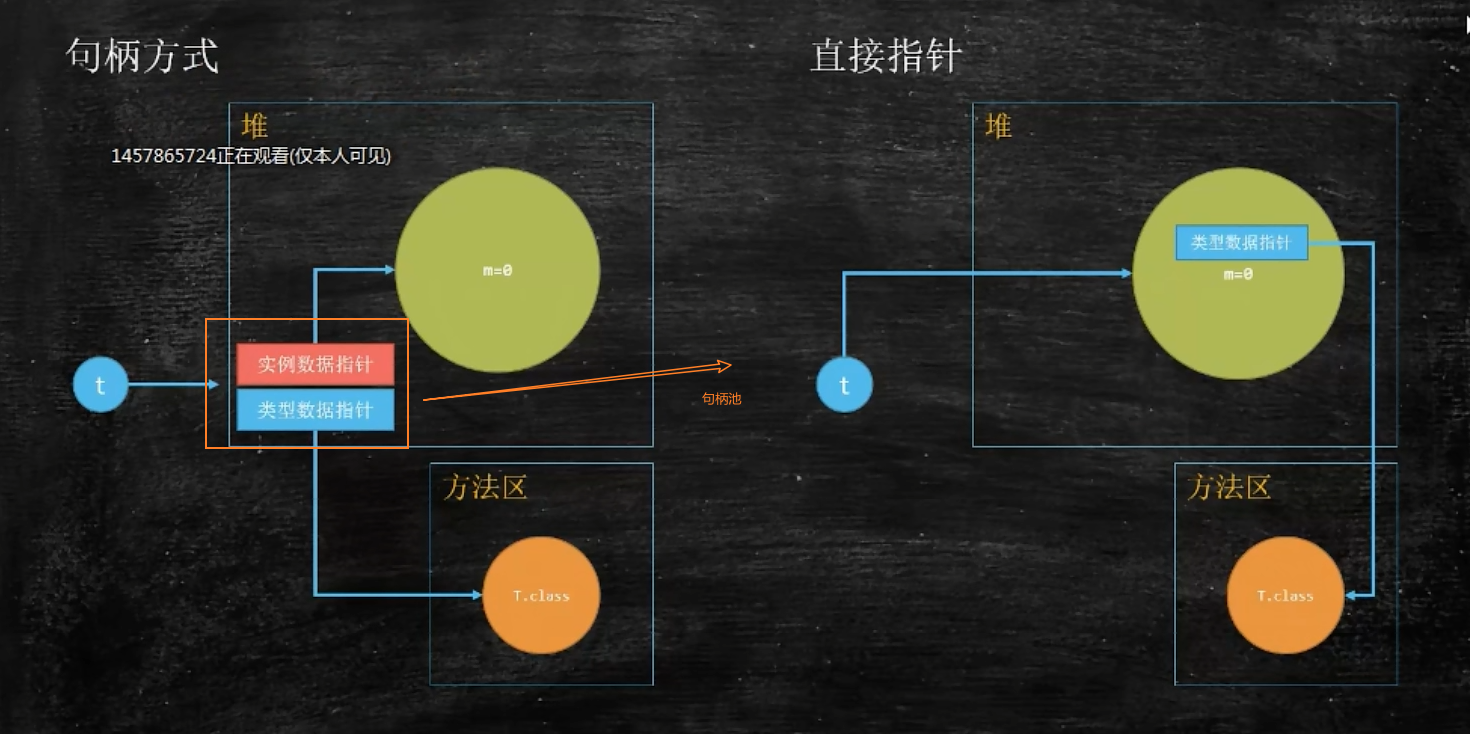 句柄方式
直接指针
堆
1457865724正在观看(仅本人可见)
m=0
实例数据指针
类型数据指针
t
句柄池
方法区
T.class
堆
类型数据指针
m=0
t
方法区
T.class